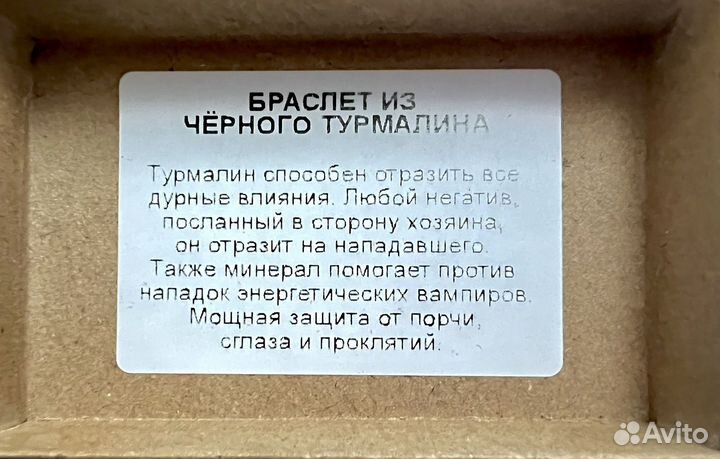 БРАСЛЕТ ИЗ
ЧЁРНОГО ТУРМАЛИНА
Турмалин способен отразить все
дурные влияния. Любой негатив,
посланный в сторону хозяина,
он отразит на нападавшего.
Также минерал помогает против
нападок энергетических вампиров.
Мощная защита от порчи,
сглаза и проклятий.
Avito